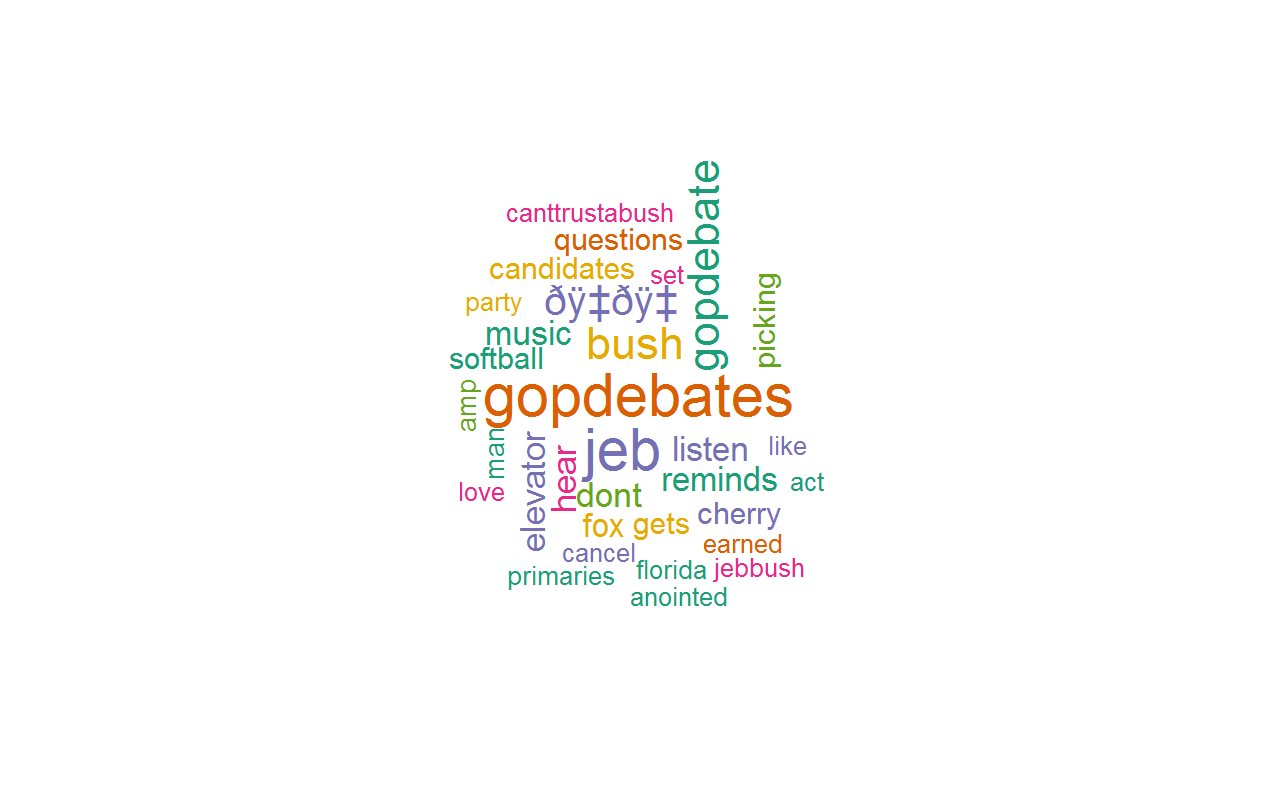 gopdebate
canttrustabush
questions
candidates
set
picking
party
ðÿ‡ðÿ‡
music
bush
softball
amp
gopdebates
man
jeb
listen
like
elevator
hear
reminds
act
love
dont
cherry
fox
gets
earned
cancel
primaries
florida
jebbush
anointed